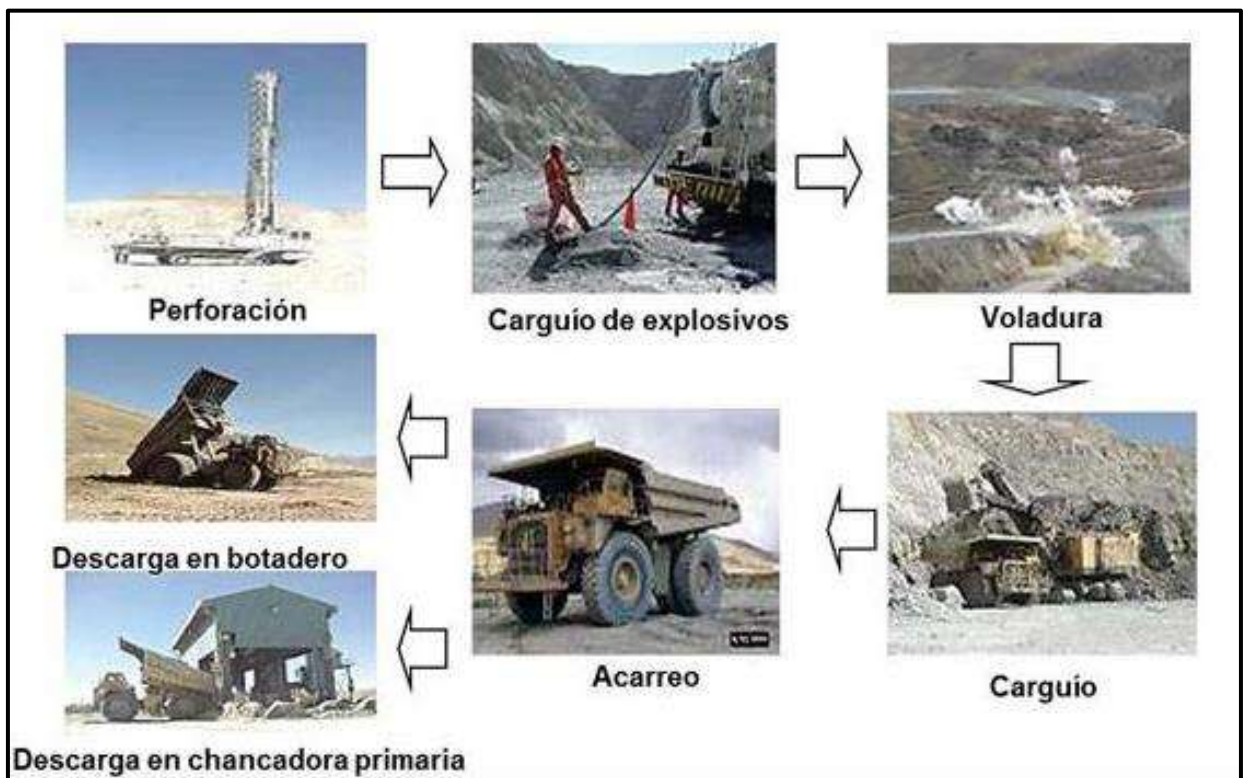 Perforación
Carguío de explosivos
Voladura
Descarga en botadero
Acarreo
Carguío
Descarga en chancadora primaria